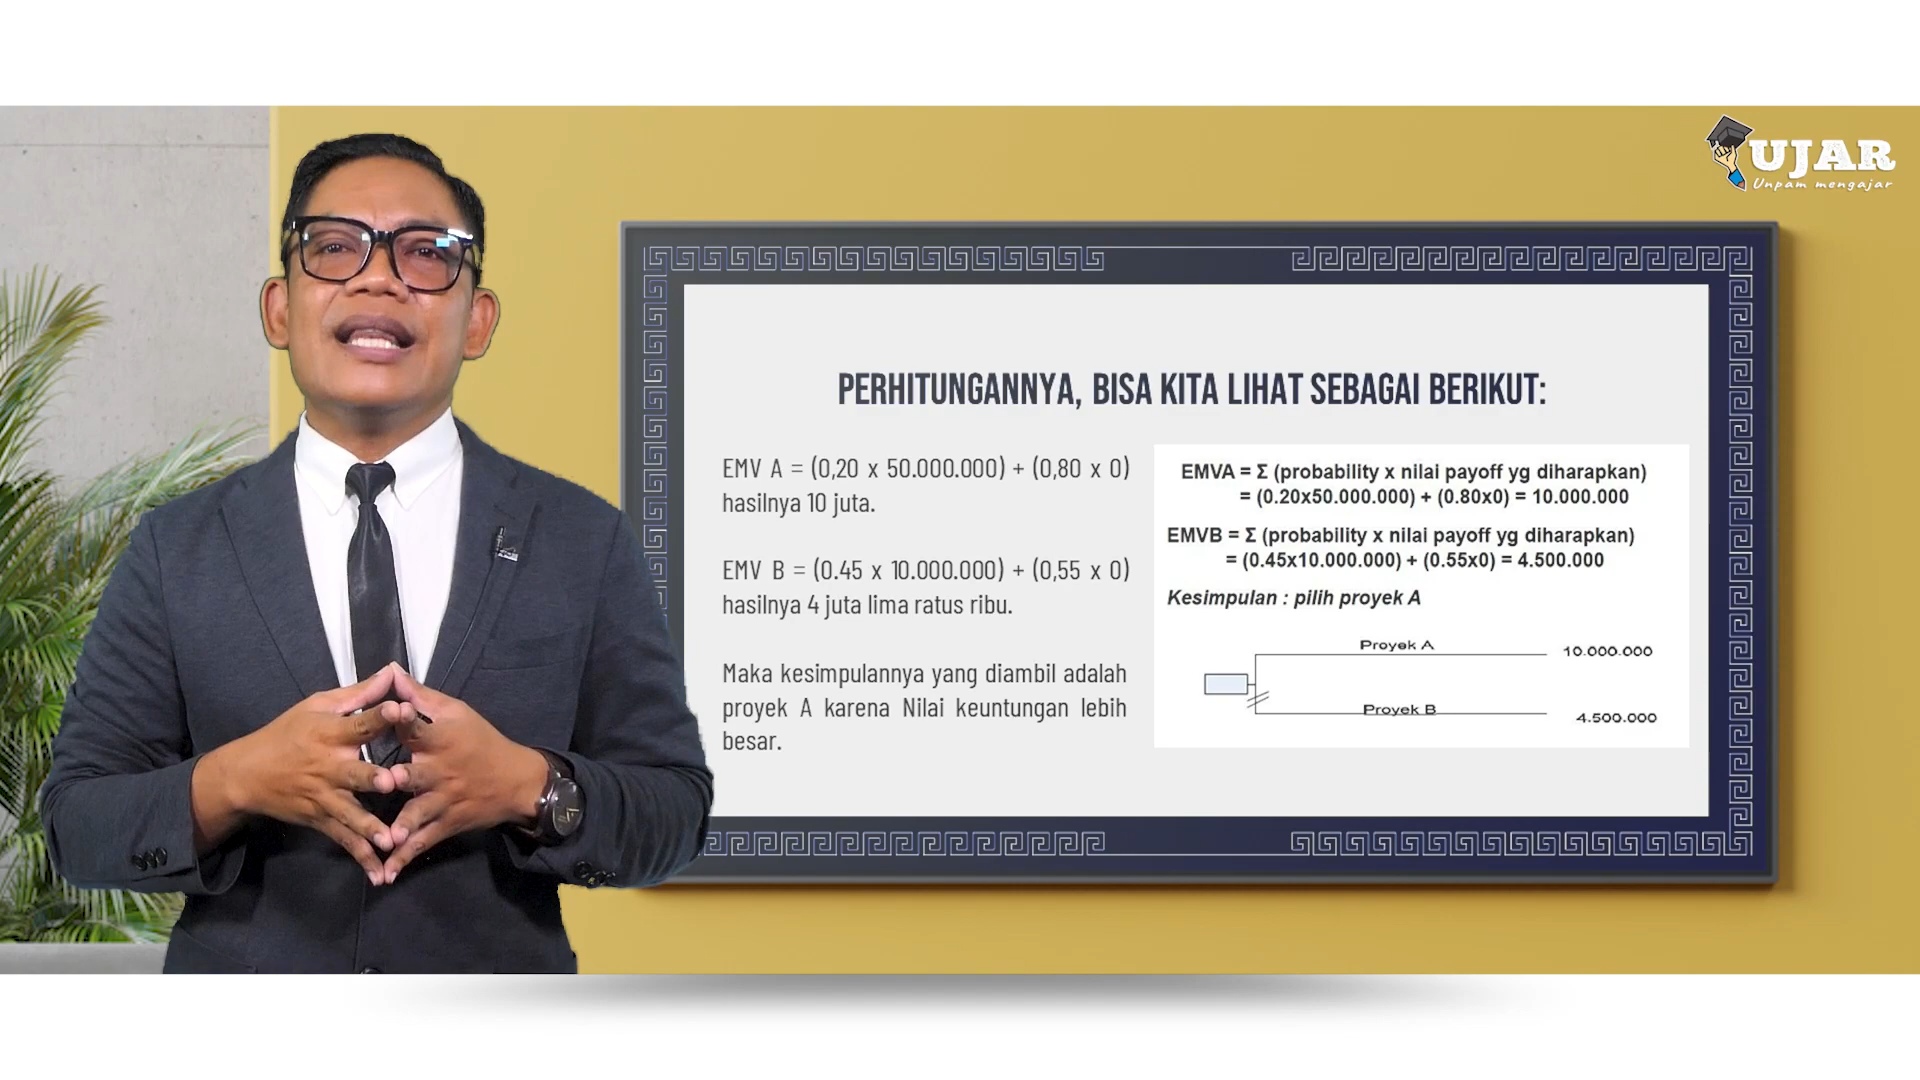 UJAR
Unpam mengajar
PERHITUNGANNYA, BISA KITA LIHAT SEBAGAI BERIKUT:
EMV A = (0,20 x 50.000.000) + (0,80 x 0)
hasilnya 10 juta.
EMV B = (0.45 x 10.000.000) + (0,55 x 0)
hasilnya 4 juta lima ratus ribu.
Maka kesimpulannya yang diambil adalah
proyek A karena Nilai keuntungan lebih
besar.
EMVA = Σ (probability x nilai payoff yg diharapkan)
= (0.20x50.000.000) + (0.80x0) = 10.000.000
EMVB = Σ (probability x nilai payoff yg diharapkan)
= (0.45x10.000.000) + (0.55x0) = 4.500.000
Kesimpulan : pilih proyek A
Proyek A
10.000.000
Proyek B
4.500.000